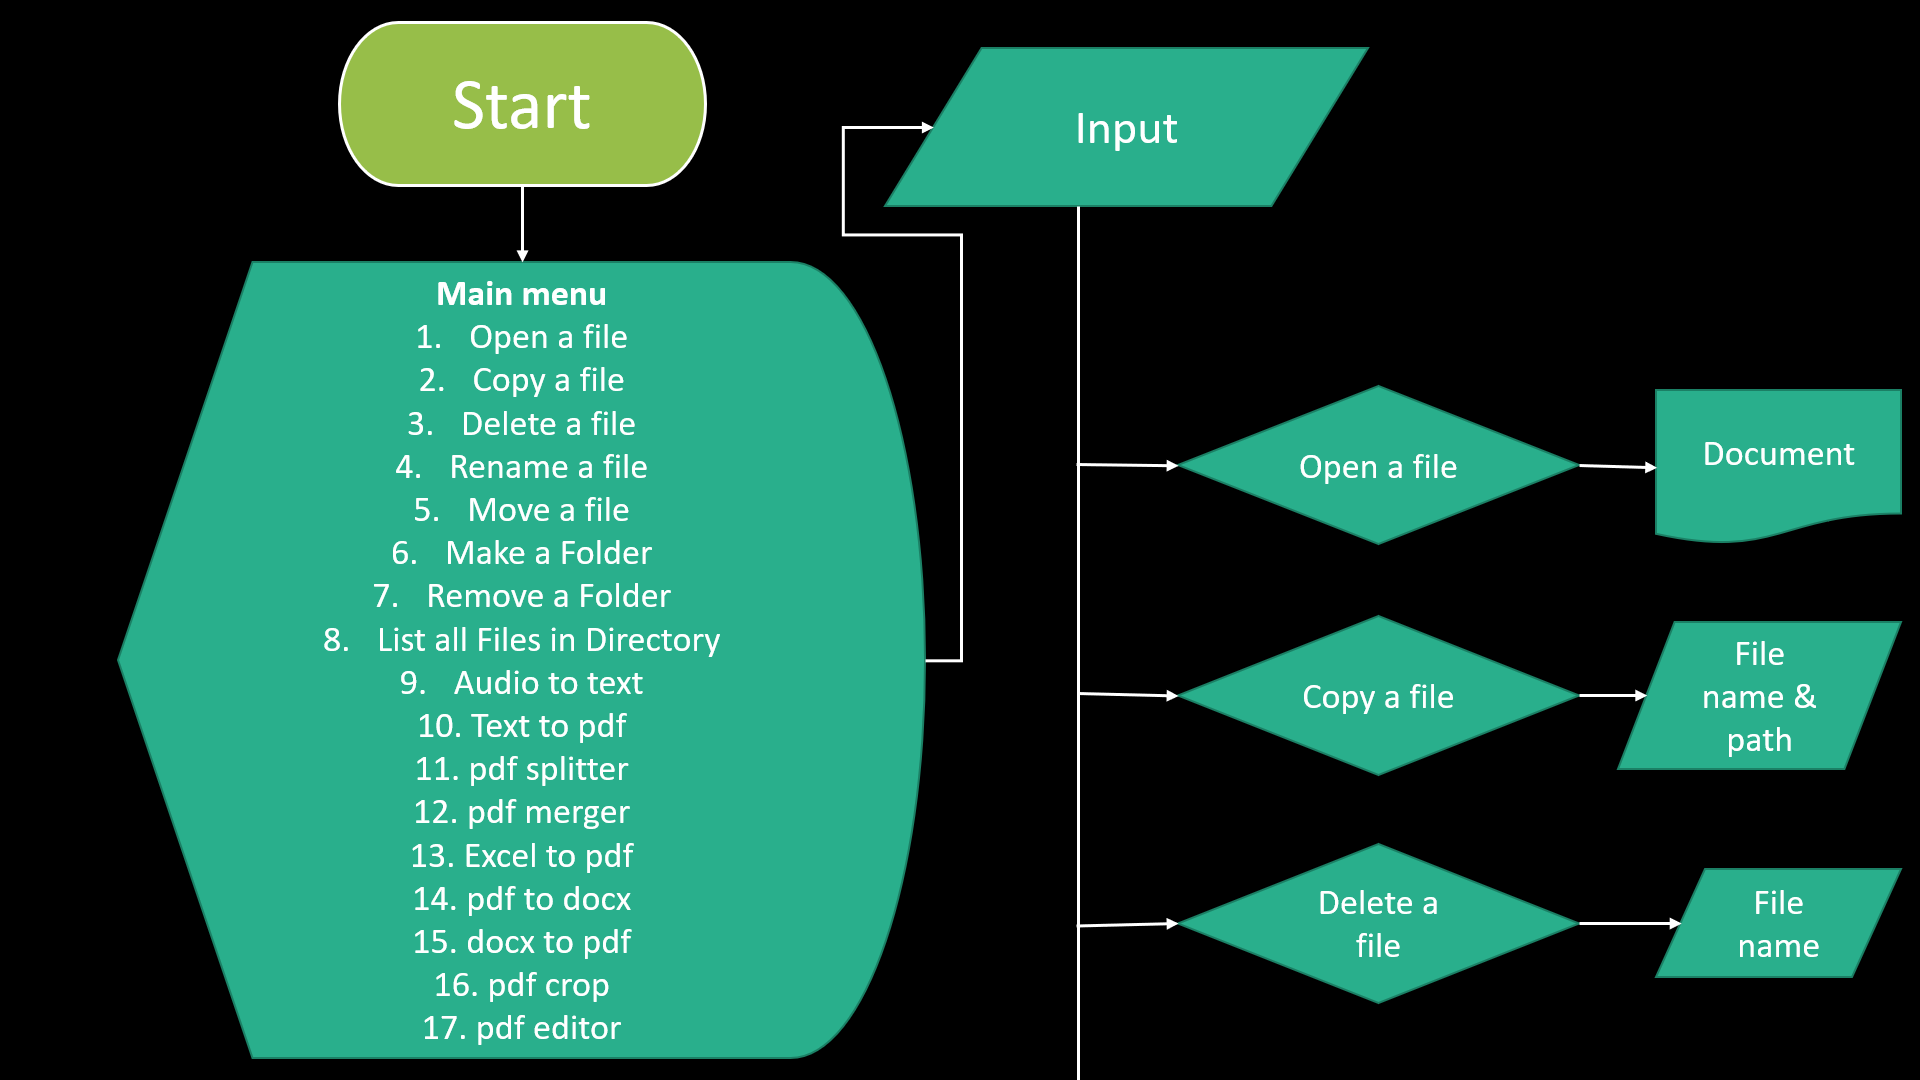 Start
Main menu
1. Open a file
2. Copy a file
3. Delete a file
4. Rename a file
5. Move a file
6. Make a Folder
7. Remove a Folder
8. List all Files in Directory
9. Audio to text
10. Text to pdf
11. pdf splitter
12. pdf merger
13. Excel to pdf
14. pdf to docx
15. docx to pdf
16. pdf crop
17. pdf editor
Input
Open a file
Document
Copy a file
File
name &
path
Delete a
file
File
name